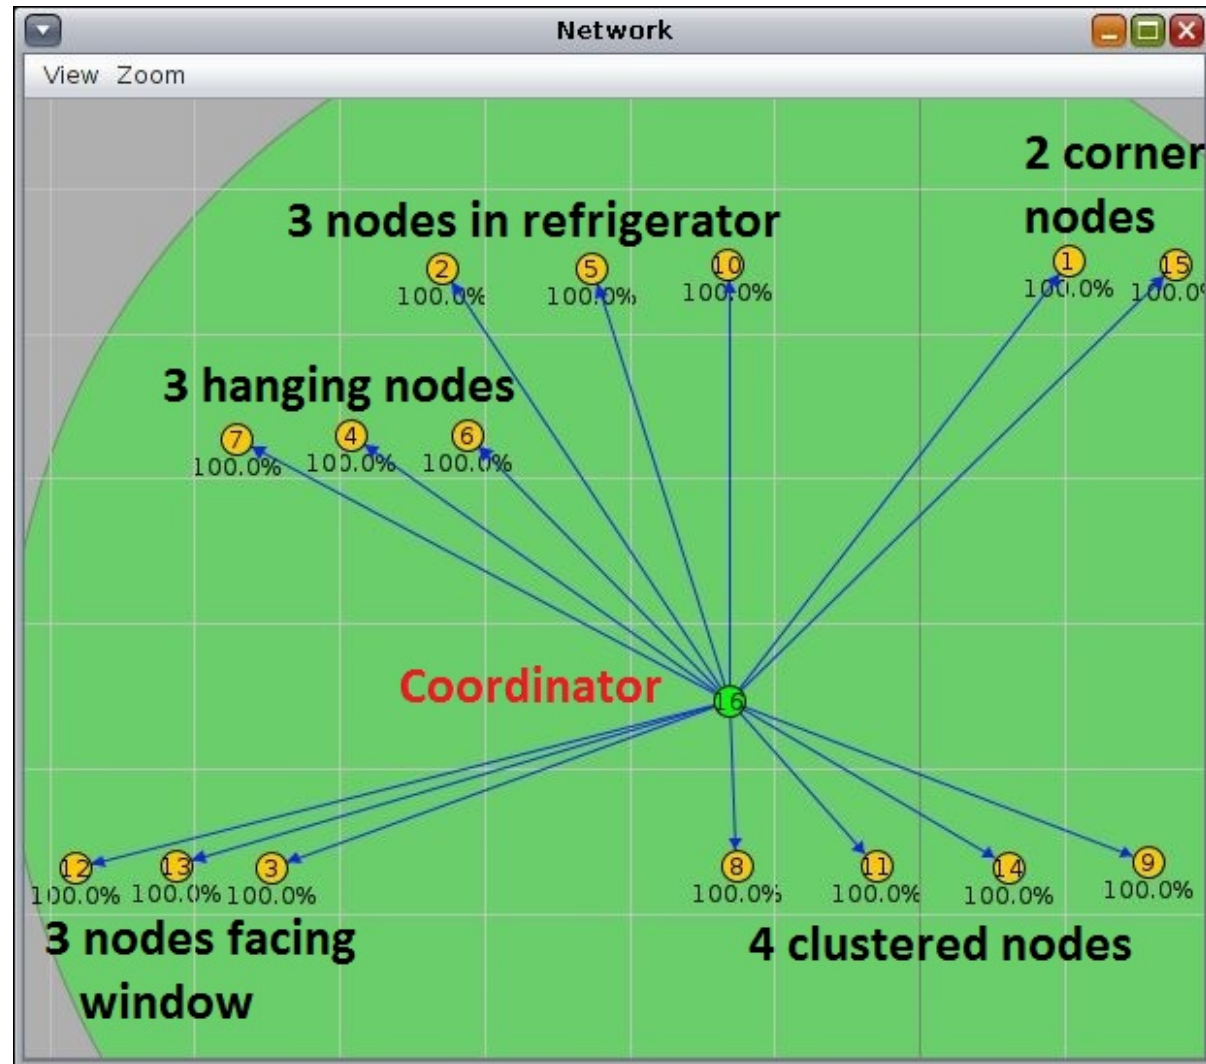 Network
View Zoom
2 corner
nodes
3 nodes in refrigerator
2 5 10 1 15
100.0% 100.0% 100.0% 100.0% 100.0%
3 hanging nodes
7 4 6
100.0% 100.0% 100.0%
Coordinator
16
12 13 3 8 11 14 9
100.0% 100.0% 100.0% 100.0% 100.0% 100.0% 100.0%
3 nodes facing
window
4 clustered nodes